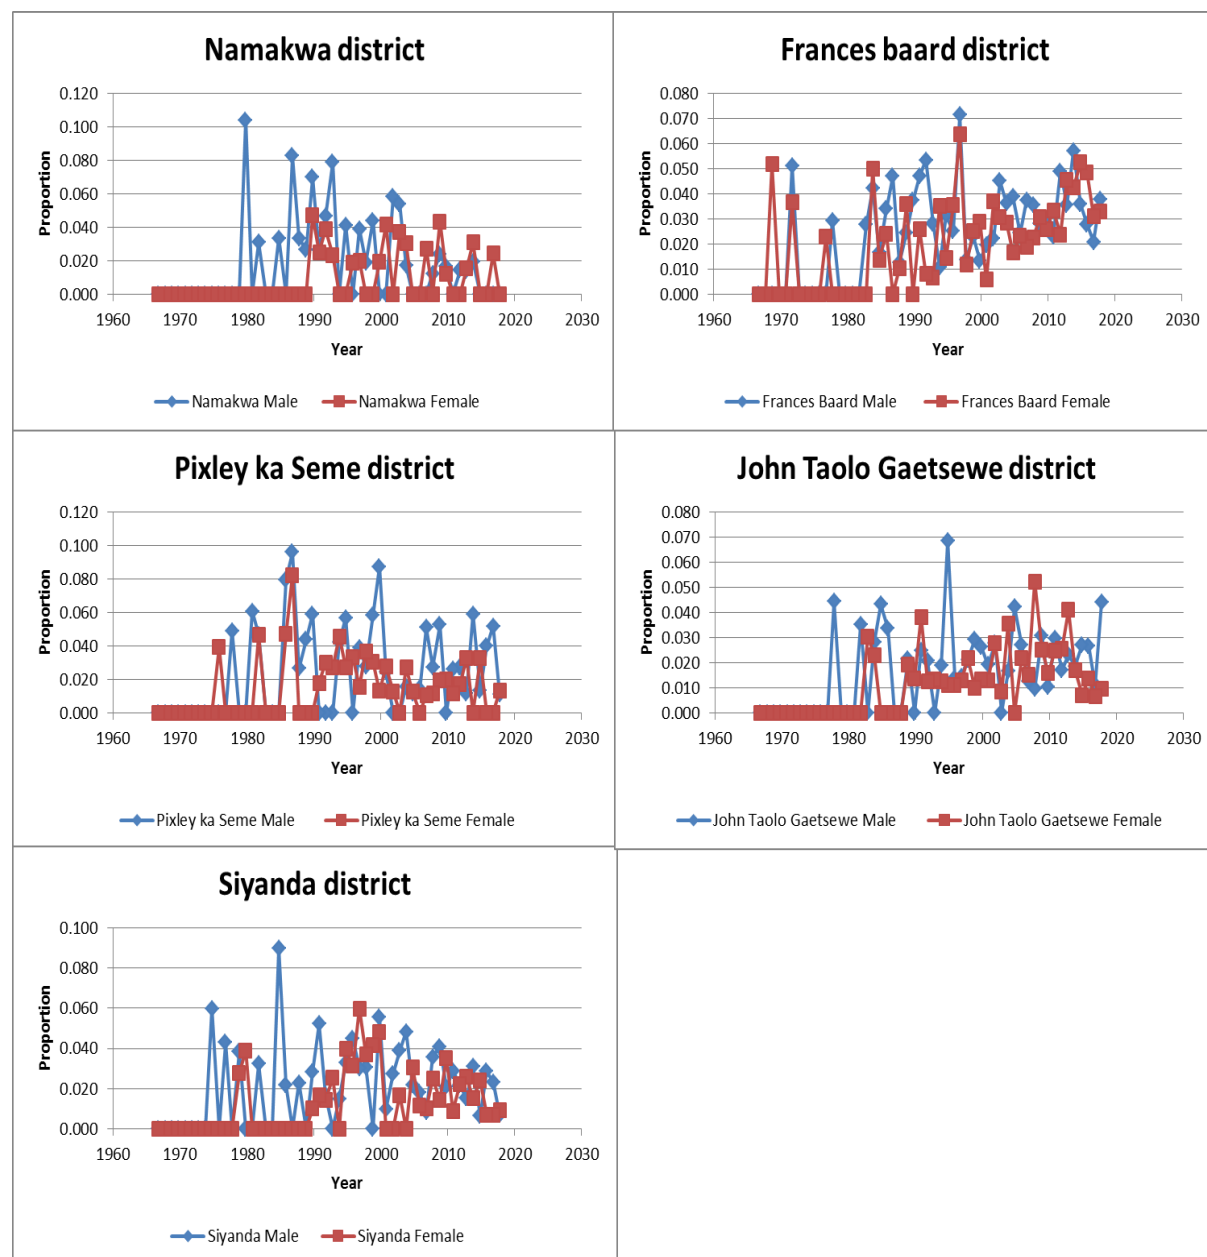 Namakwa district
0.120
0.100
0.080
0.060
0.040
0.020
0.000
Proportion
1960 1970 1980 1990 2000 2010 2020 2030
Year
Namakwa Male Namakwa Female
Frances baard district
0.080
0.070
0.060
0.050
0.040
0.030
0.020
0.010
0.000
Proportion
1960 1970 1980 1990 2000 2010 2020 2030
Year
Frances Baard Male Frances Baard Female
Pixley ka Seme district
0.120
0.100
0.080
0.060
0.040
0.020
0.000
Proportion
1960 1970 1980 1990 2000 2010 2020 2030
Year
Pixley ka Seme Male Pixley ka Seme Female
John Taolo Gaetsewe district
0.080
0.070
0.060
0.050
0.040
0.030
0.020
0.010
0.000
Proportion
1960 1970 1980 1990 2000 2010 2020 2030
Year
John Taolo Gaetsewe Male John Taolo Gaetsewe Female
Siyanda district
0.100
0.080
0.060
0.040
0.020
0.000
Proportion
1960 1970 1980 1990 2000 2010 2020 2030
Year
Siyanda Male Siyanda Female